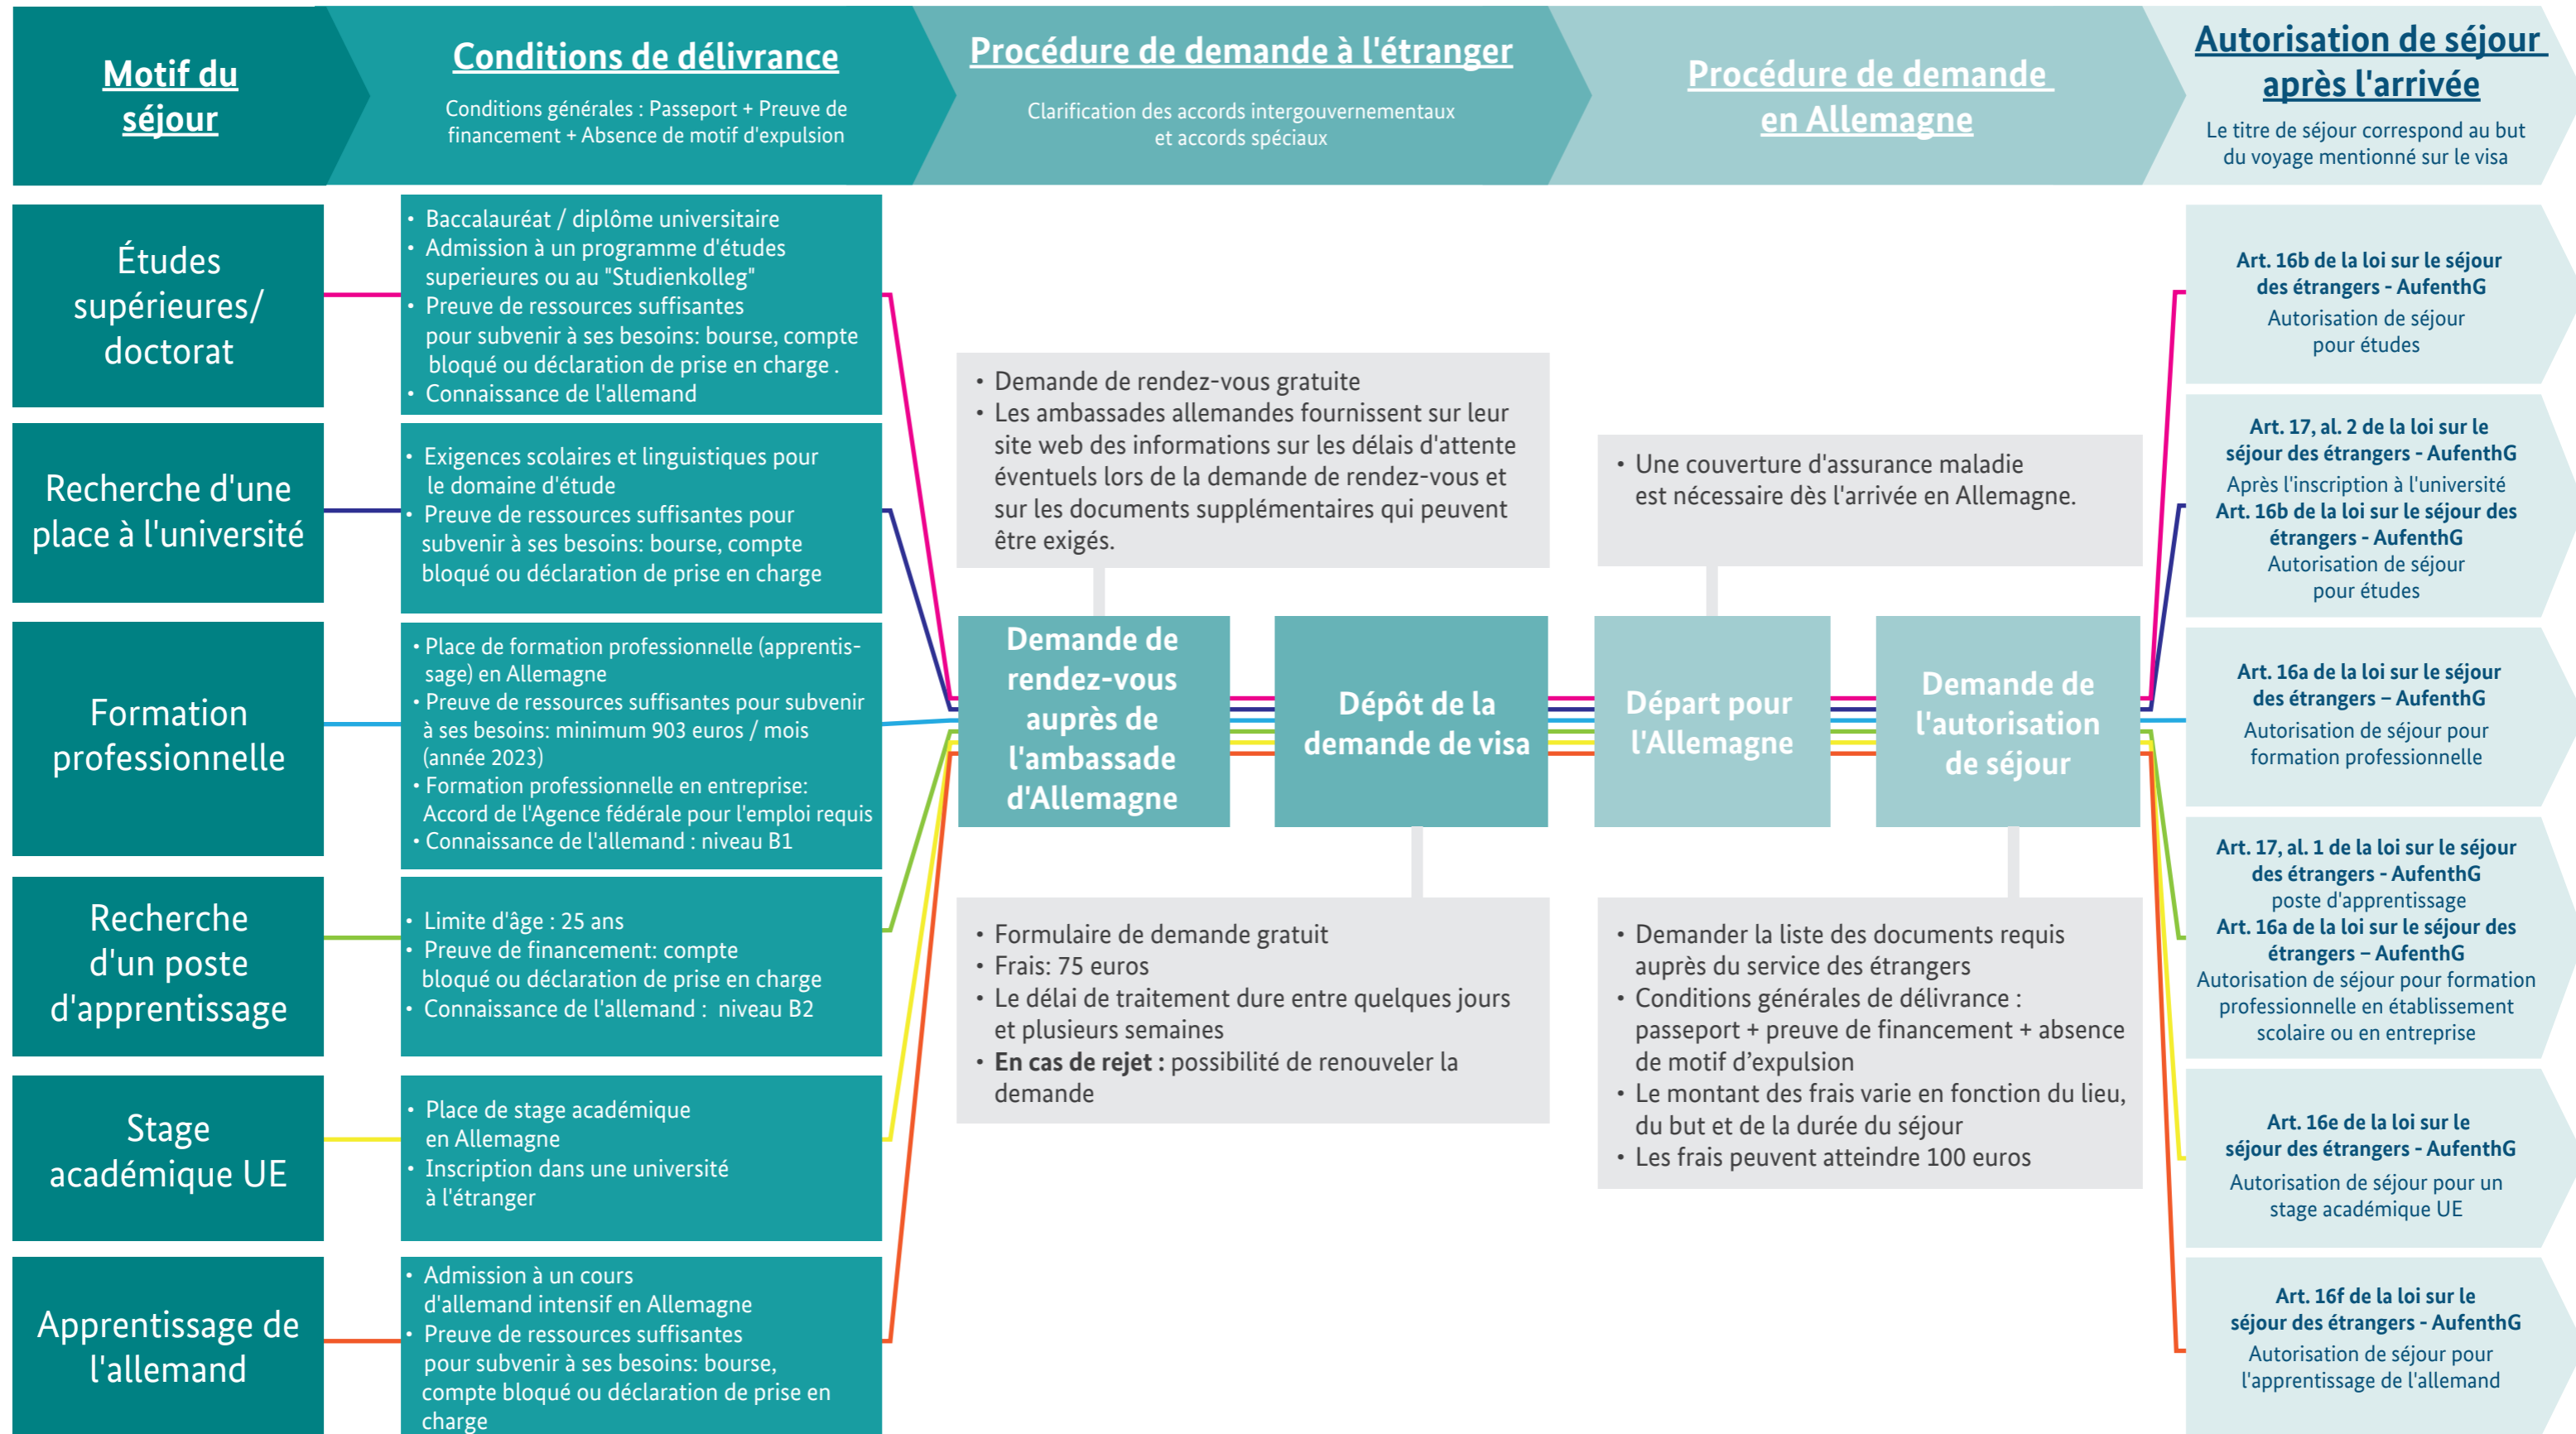 Motif du
séjour
Conditions de délivrance
Conditions générales : Passeport + Preuve de
financement + Absence de motif d'expulsion
Procédure de demande à l'étranger
Clarification des accords intergouvernementaux
et accords spéciaux
Procédure de demande
en Allemagne
Autorisation de séjour
après l'arrivée
Le titre de séjour correspond au but
du voyage mentionné sur le visa
Études
supérieures/
doctorat
• Baccalauréat / diplôme universitaire
• Admission à un programme d'études
superieures ou au "Studienkolleg"
• Preuve de ressources suffisantes
pour subvenir à ses besoins: bourse, compte
bloqué ou déclaration de prise en charge .
• Connaissance de l'allemand
Recherche d'une
place à l'université
• Exigences scolaires et linguistiques pour
le domaine d'étude
• Preuve de ressources suffisantes pour
subvenir à ses besoins: bourse, compte
bloqué ou déclaration de prise en charge
Formation
professionnelle
• Place de formation professionnelle (apprentis-
sage) en Allemagne
• Preuve de ressources suffisantes pour subvenir
à ses besoins: minimum 903 euros / mois
(année 2023)
• Formation professionnelle en entreprise:
Accord de l'Agence fédérale pour l'emploi requis
• Connaissance de l'allemand : niveau B1
Recherche
d'un poste
d'apprentissage
• Limite d'âge : 25 ans
• Preuve de financement: compte
bloqué ou déclaration de prise en charge
• Connaissance de l'allemand : niveau B2
Stage
académique UE
• Place de stage académique
en Allemagne
• Inscription dans une université
à l'étranger
Apprentissage de
l'allemand
• Admission à un cours
d'allemand intensif en Allemagne
• Preuve de ressources suffisantes
pour subvenir à ses besoins: bourse,
compte bloqué ou déclaration de prise en
charge
• Demande de rendez-vous gratuite
• Les ambassades allemandes fournissent sur leur
site web des informations sur les délais d'attente
éventuels lors de la demande de rendez-vous et
sur les documents supplémentaires qui peuvent
être exigés.
Demande de
rendez-vous
auprès de
l'ambassade
d'Allemagne
Dépôt de la
demande de visa
• Formulaire de demande gratuit
• Frais: 75 euros
• Le délai de traitement dure entre quelques jours
et plusieurs semaines
• En cas de rejet : possibilité de renouveler la
demande
• Une couverture d'assurance maladie
est nécessaire dès l'arrivée en Allemagne.
Départ pour
l'Allemagne
Demande de
l'autorisation
de séjour
• Demander la liste des documents requis
auprès du service des étrangers
• Conditions générales de délivrance :
passeport + preuve de financement + absence
de motif d’expulsion
• Le montant des frais varie en fonction du lieu,
du but et de la durée du séjour
• Les frais peuvent atteindre 100 euros
Art. 16b de la loi sur le séjour
des étrangers - AufenthG
Autorisation de séjour
pour études
Art. 17, al. 2 de la loi sur le
séjour des étrangers - AufenthG
Après l'inscription à l'université
Art. 16b de la loi sur le séjour des
étrangers - AufenthG
Autorisation de séjour
pour études
Art. 16a de la loi sur le séjour
des étrangers – AufenthG
Autorisation de séjour pour
formation professionnelle
Art. 17, al. 1 de la loi sur le séjour
des étrangers - AufenthG
poste d'apprentissage
Art. 16a de la loi sur le séjour des
étrangers – AufenthG
Autorisation de séjour pour formation
professionnelle en établissement
scolaire ou en entreprise
Art. 16e de la loi sur le
séjour des étrangers - AufenthG
Autorisation de séjour pour un
stage académique UE
Art. 16f de la loi sur le
séjour des étrangers - AufenthG
Autorisation de séjour pour
l'apprentissage de l'allemand